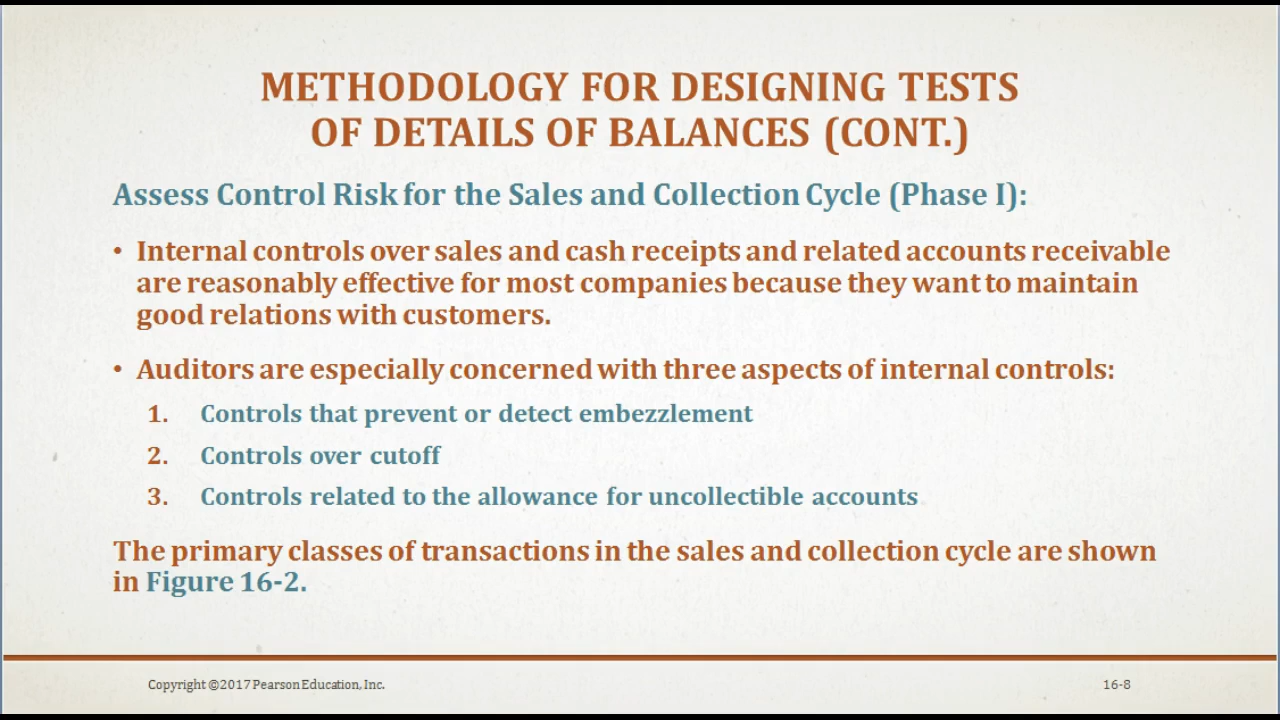 METHODOLOGY FOR DESIGNING TESTS
OF DETAILS OF BALANCES (CONT.)
Assess Control Risk for the Sales and Collection Cycle (Phase I):
• Internal controls over sales and cash receipts and related accounts receivable
are reasonably effective for most companies because they want to maintain
good relations with customers.
• Auditors are especially concerned with three aspects of internal controls:
1. Controls that prevent or detect embezzlement
2. Controls over cutoff
3. Controls related to the allowance for uncollectible accounts
The primary classes of transactions in the sales and collection cycle are shown
in Figure 16-2.
Copyright ©2017 Pearson Education, Inc.
16-8